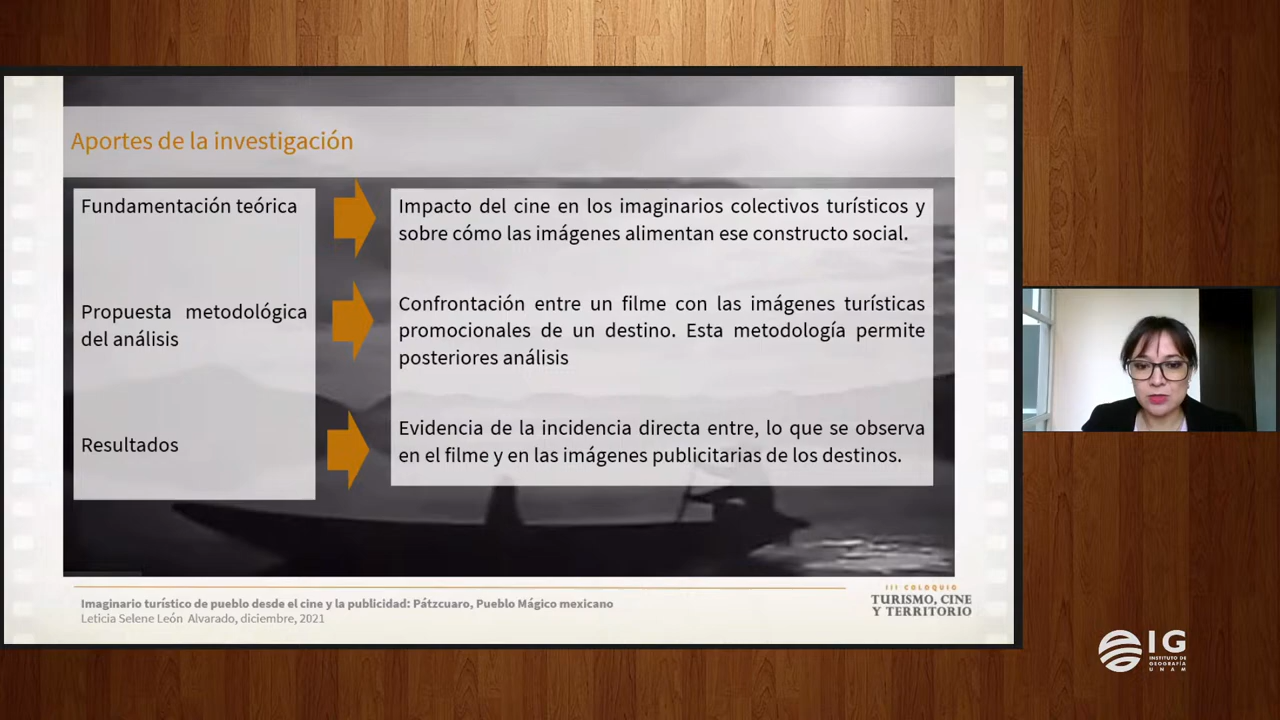 Aportes de la investigación
Fundamentación teórica
Impacto del cine en los imaginarios colectivos turísticos y
sobre cómo las imágenes alimentan ese constructo social.
Propuesta metodológica
del análisis
Confrontación entre un filme con las imágenes turísticas
promocionales de un destino. Esta metodología permite
posteriores análisis
Resultados
Evidencia de la incidencia directa entre, lo que se observa
en el filme y en las imágenes publicitarias de los destinos.
Imaginario turístico de pueblo desde el cine y la publicidad: Pátzcuaro, Pueblo Mágico mexicano
Leticia Selene León Alvarado, diciembre, 2021
III COLOQUIO
TURISMO, CINE
Y TERRITORIO
IG
INSTITUTO DE
GEOGRAFÍA
UNAM